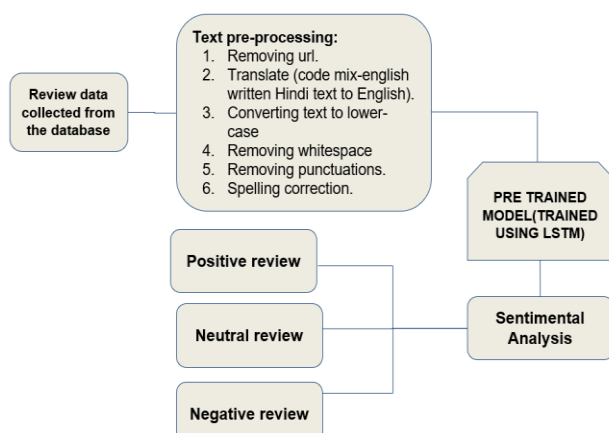 Review data
collected from
the database
Text pre-processing:
1. Removing url.
2. Translate (code mix-english
written Hindi text to English).
3. Converting text to lower-
case
4. Removing whitespace
5. Removing punctuations.
6. Spelling correction.
PRE TRAINED
MODEL(TRAINED
USING LSTM)
Sentimental
Analysis
Positive review
Neutral review
Negative review